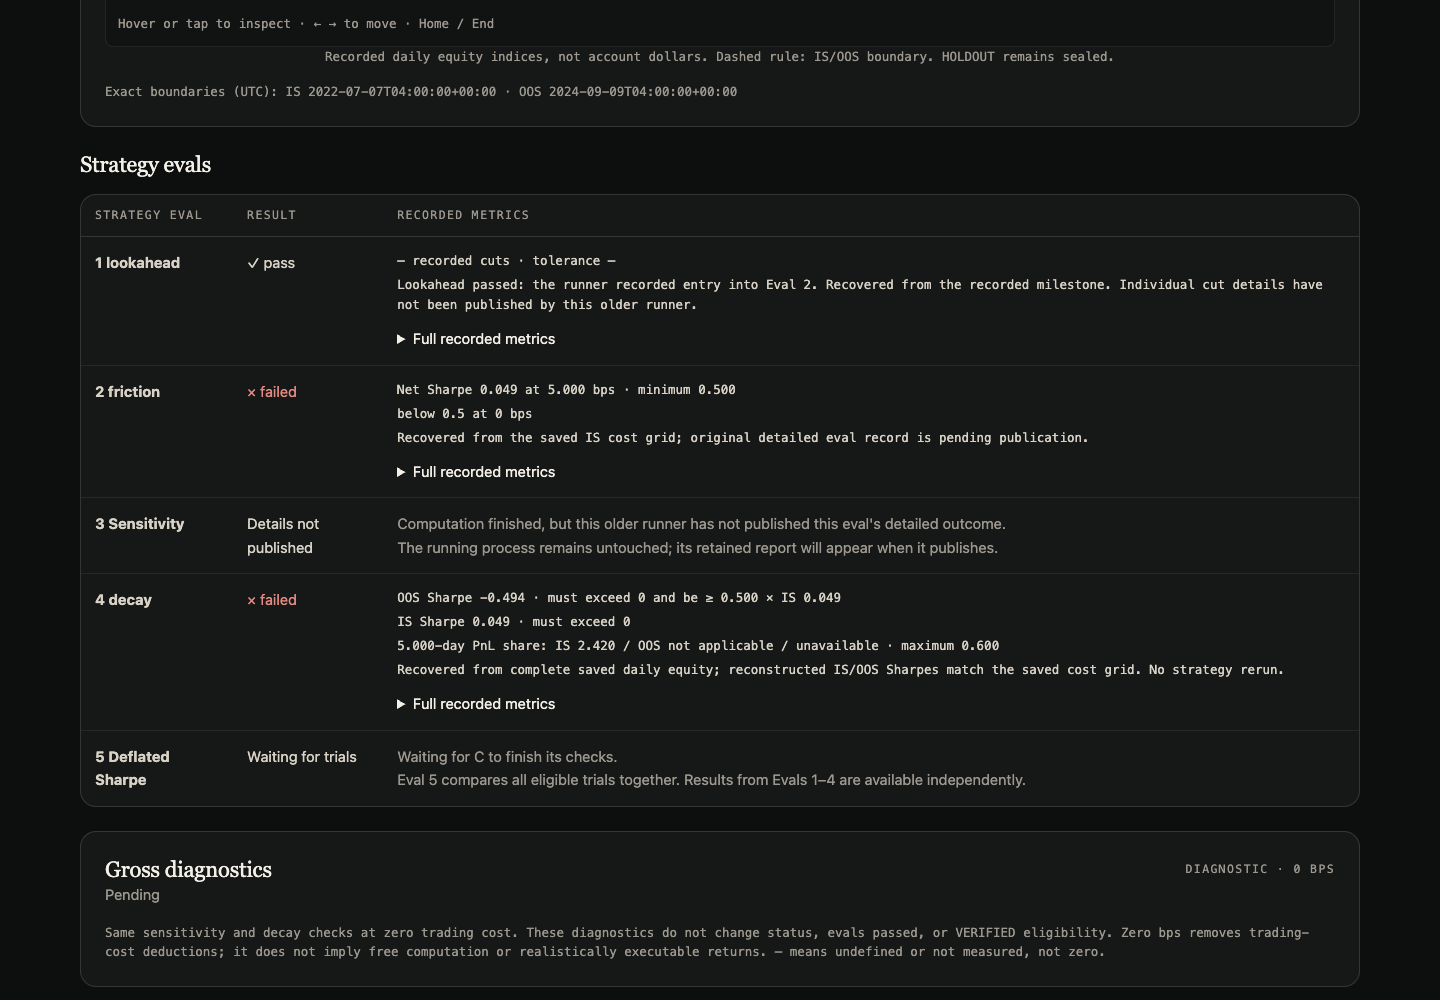 Hover or tap to inspect · ← → to move · Home / End
Recorded daily equity indices, not account dollars. Dashed rule: IS/OOS boundary. HOLDOUT remains sealed.
Exact boundaries (UTC): IS 2022-07-07T04:00:00+00:00 · OOS 2024-09-09T04:00:00+00:00
Strategy evals
STRATEGY EVAL RESULT RECORDED METRICS
1 lookahead ✓ pass — recorded cuts · tolerance —
Lookahead passed: the runner recorded entry into Eval 2. Recovered from the recorded milestone. Individual cut details have
not been published by this older runner.
▶ Full recorded metrics
2 friction × failed Net Sharpe 0.049 at 5.000 bps · minimum 0.500
below 0.5 at 0 bps
Recovered from the saved IS cost grid; original detailed eval record is pending publication.
▶ Full recorded metrics
3 Sensitivity Details not Computation finished, but this older runner has not published this eval's detailed outcome.
published The running process remains untouched; its retained report will appear when it publishes.
4 decay × failed OOS Sharpe −0.494 · must exceed 0 and be ≥ 0.500 × IS 0.049
IS Sharpe 0.049 · must exceed 0
5.000-day PnL share: IS 2.420 / OOS not applicable / unavailable · maximum 0.600
Recovered from complete saved daily equity; reconstructed IS/OOS Sharpes match the saved cost grid. No strategy rerun.
▶ Full recorded metrics
5 Deflated Waiting for trials Waiting for C to finish its checks.
Sharpe Eval 5 compares all eligible trials together. Results from Evals 1–4 are available independently.
Gross diagnostics DIAGNOSTIC · 0 BPS
Pending
Same sensitivity and decay checks at zero trading cost. These diagnostics do not change status, evals passed, or VERIFIED eligibility. Zero bps removes trading-
cost deductions; it does not imply free computation or realistically executable returns. — means undefined or not measured, not zero.